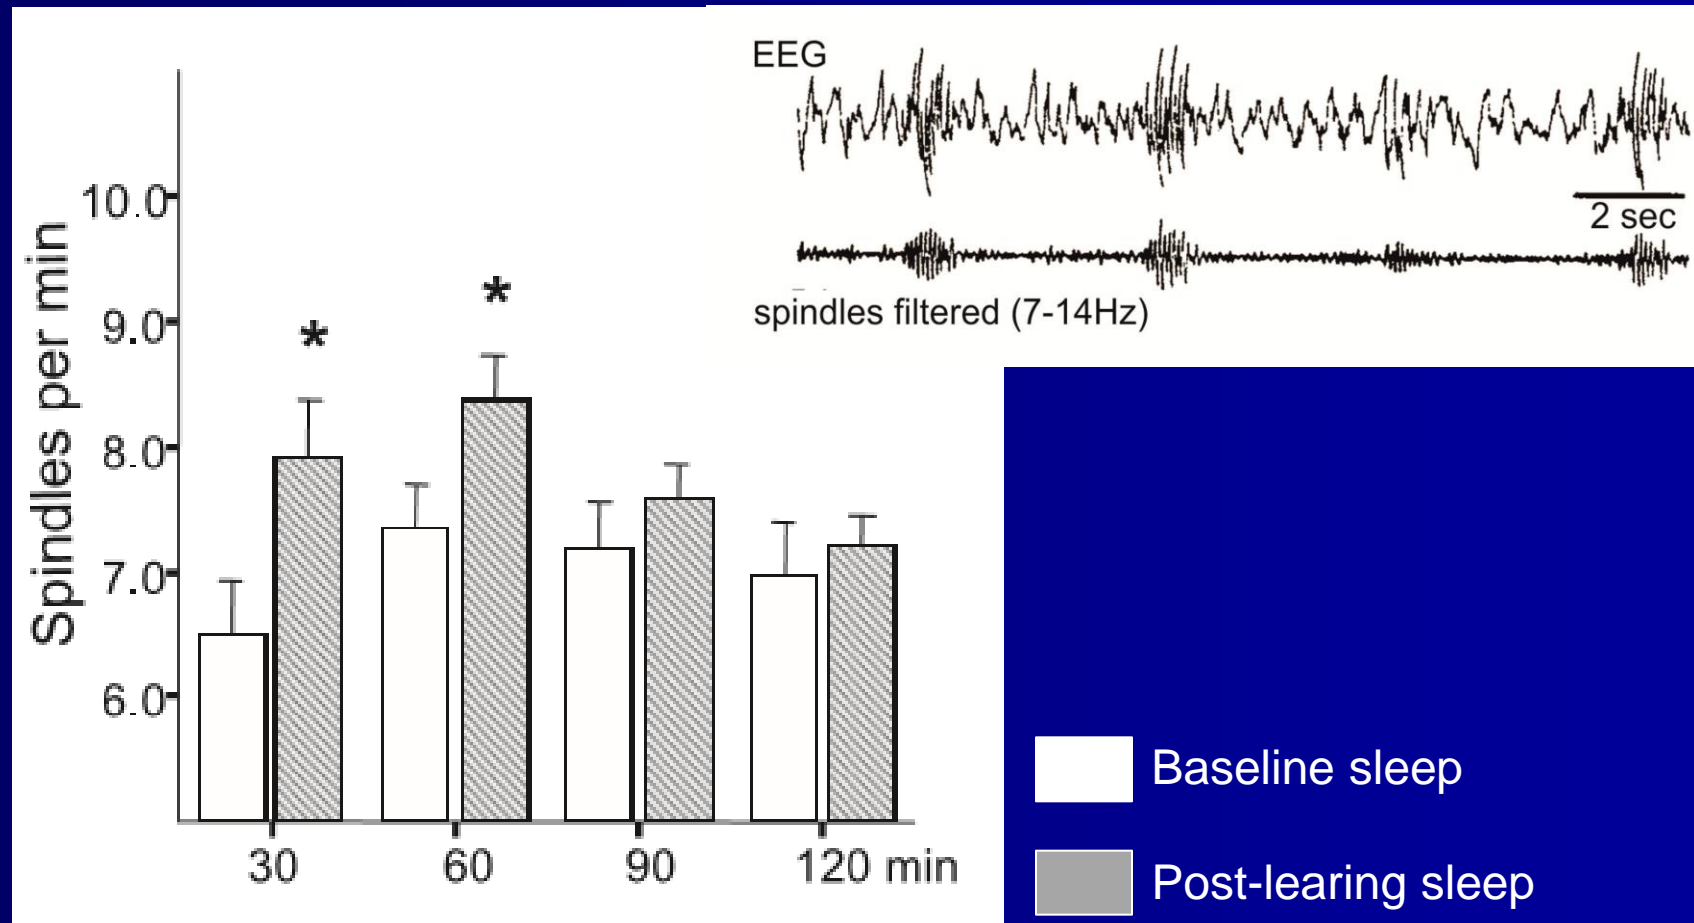 EEG
2 sec
spindles filtered (7-14Hz)
Spindles per min
10.0
9.0
8.0
7.0
6.0
*
*
30 60 90 120 min
Baseline sleep
Post-learing sleep